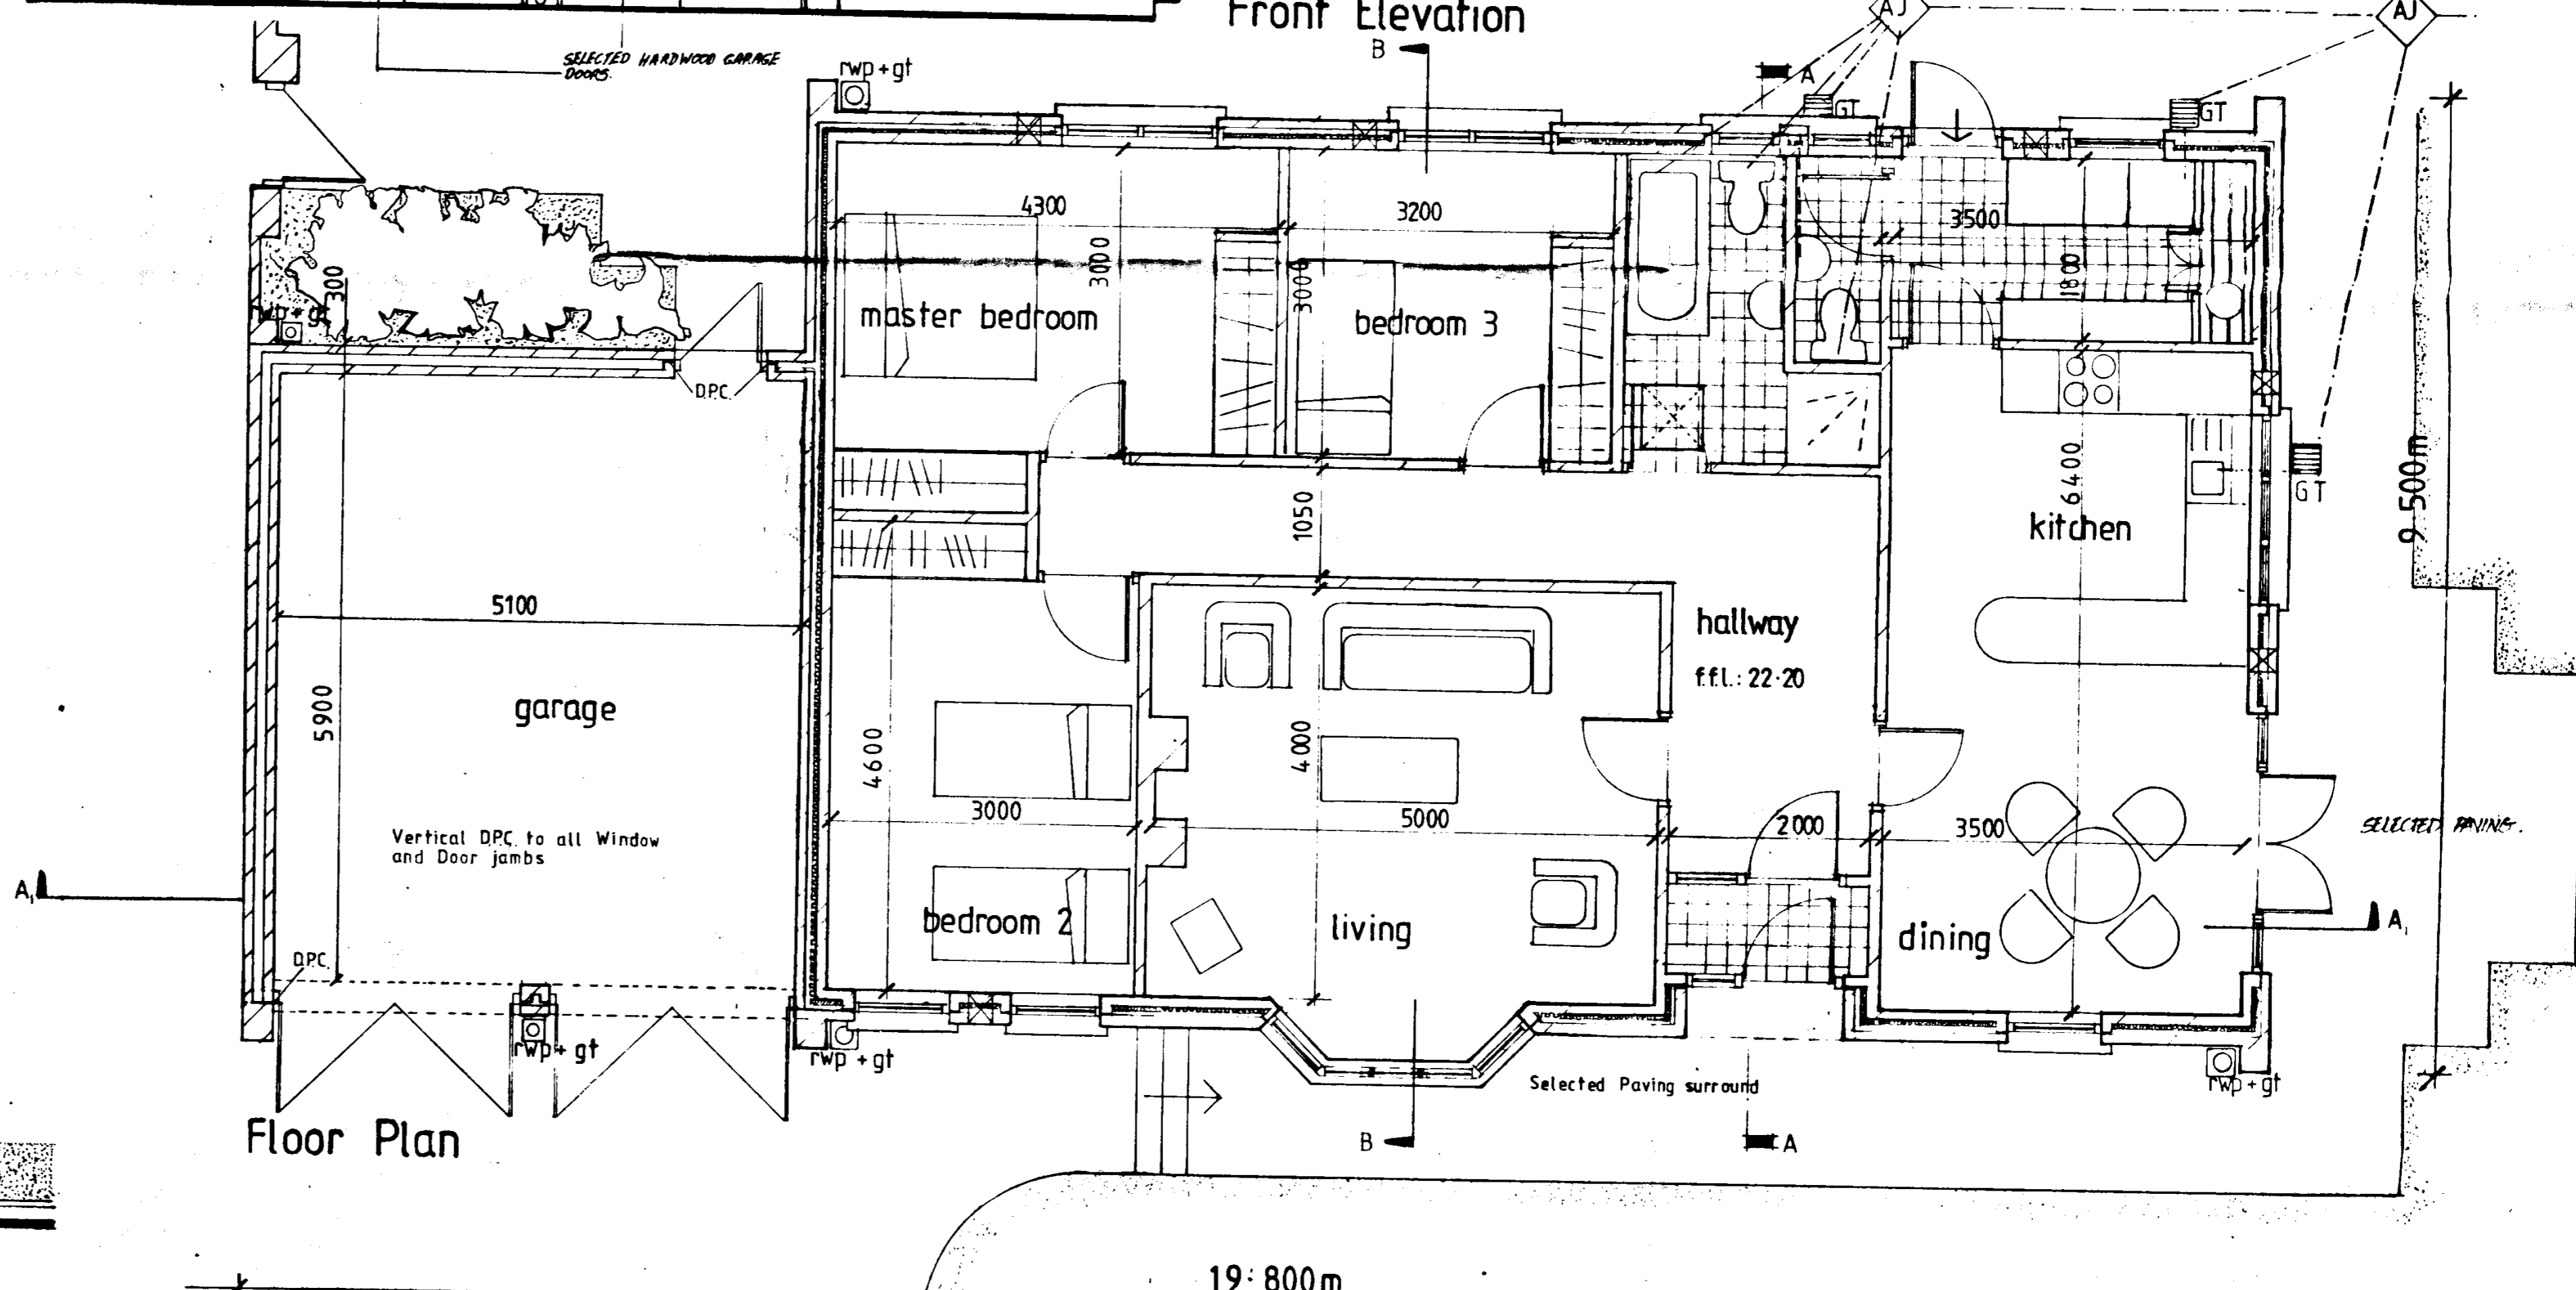 Front Elevation
AJ
AJ
SELECTED HARDWOOD GARAGE
DOORS.
B
rwp+gt
A
GT
GT
4300
3200
3500
3000
3000
1800
300
rwp+gt
master bedroom
bedroom 3
D.P.C.
6400
9.500m
GT
1050
kitchen
5100
hallway
f.f.l.: 22·20
garage
5900
4600
4000
3000
5000
2000
3500
SELECTED PAVING.
Vertical D.P.C. to all Window
and Door jambs
A1
bedroom 2
living
dining
A1
D.P.C.
rwp+gt
rwp+gt
Selected Paving surround
rwp+gt
Floor Plan
B
A
19·800m